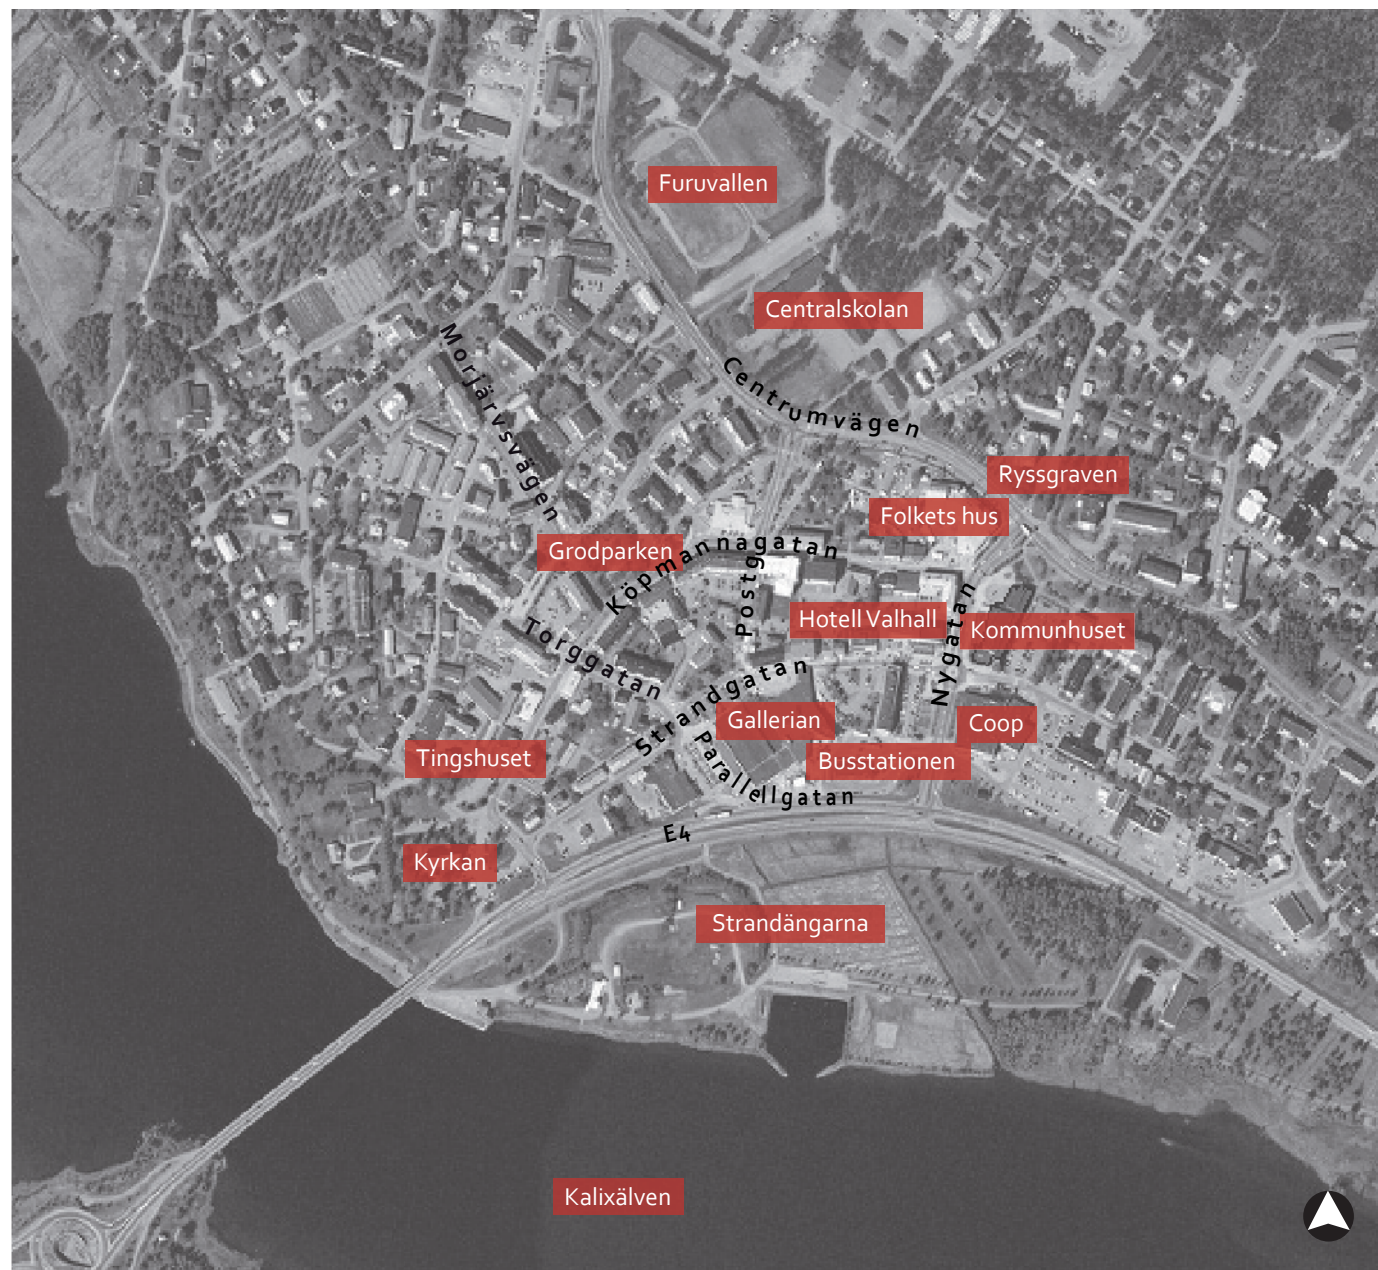 Furuvallen
Centralskolan
Morjärvsvägen
Centrumvägen
Ryssgraven
Folkets hus
Grodparken
Köpmannagatan
Postg
Hotell Valhall
Kommunhuset
Nygatan
Torggatan
Strandgatan
Gallerian
Coop
Tingshuset
Busstationen
Parallellgatan
E4
Kyrkan
Strandängarna
Kalixälven